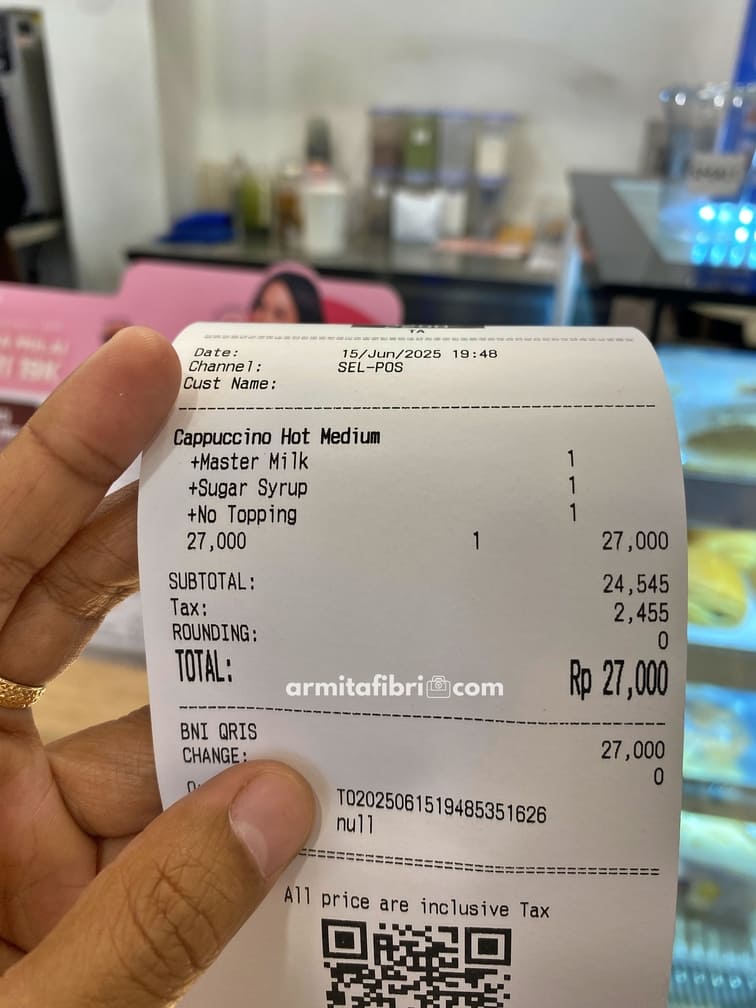 TA
Date: 15/Jun/2025 19:48
Channel: SEL-POS
Cust Name:
Cappuccino Hot Medium
+Master Milk 1
+Sugar Syrup 1
+No Topping 1
27,000 1 27,000
SUBTOTAL: 24,545
Tax: 2,455
ROUNDING: 0
TOTAL: Rp 27,000
armitafibri com
BNI QRIS 27,000
CHANGE: 0
TO2025061519485351626
null
All price are inclusive Tax